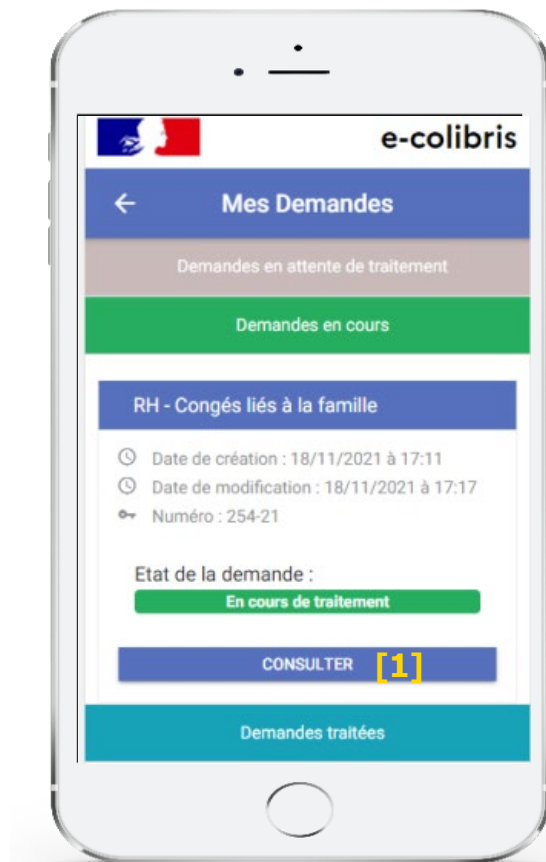 e-colibris
Mes Demandes
Demandes en attente de traitement
Demandes en cours
RH - Congés liés à la famille
Date de création : 18/11/2021 à 17:11
Date de modification : 18/11/2021 à 17:17
Numéro : 254-21
Etat de la demande :
En cours de traitement
CONSULTER [1]
Demandes traitées